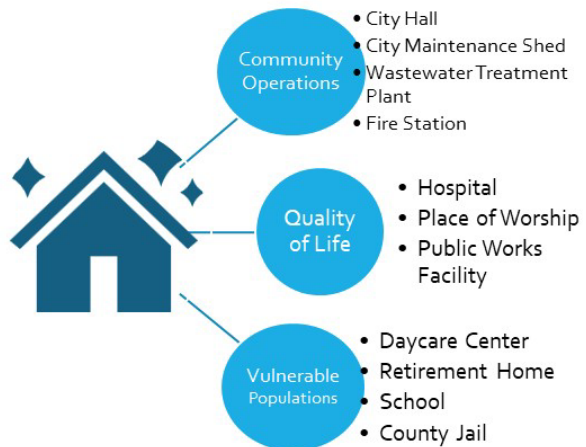 Community
Operations
• City Hall
• City Maintenance Shed
• Wastewater Treatment
Plant
• Fire Station
Quality
of Life
• Hospital
• Place of Worship
• Public Works
Facility
Vulnerable
Populations
• Daycare Center
• Retirement Home
• School
• County Jail